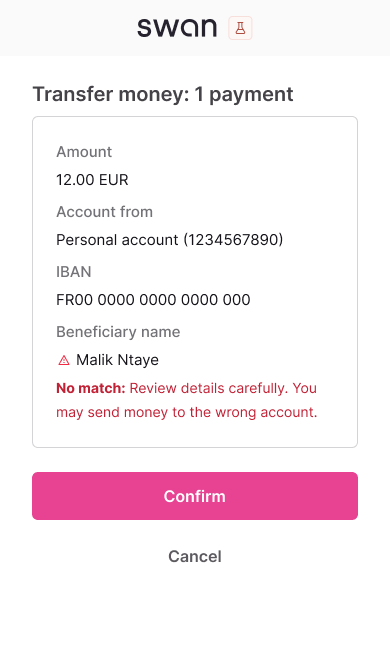 swan
Transfer money: 1 payment
Amount
12.00 EUR
Account from
Personal account (1234567890)
IBAN
FR00 0000 0000 0000 000
Beneficiary name
Malik Ntaye
No match: Review details carefully. You
may send money to the wrong account.
Confirm
Cancel